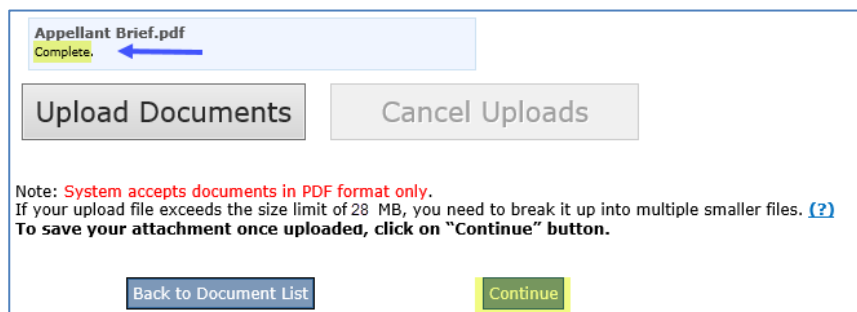 Appellant Brief.pdf
Complete.
Upload Documents Cancel Uploads
Note: System accepts documents in PDF format only.
If your upload file exceeds the size limit of 28 MB, you need to break it up into multiple smaller files. (?)
To save your attachment once uploaded, click on “Continue” button.
Back to Document List Continue